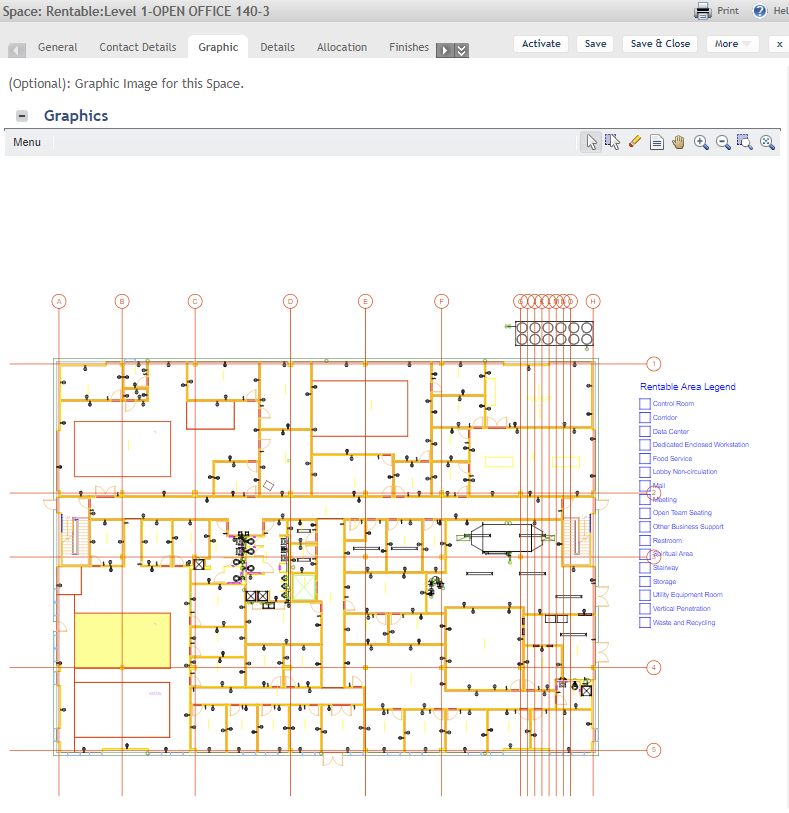 Space: Rentable:Level 1-OPEN OFFICE 140-3
Print
Hel
General Contact Details Graphic Details Allocation Finishes
Activate Save Save & Close More x
(Optional): Graphic Image for this Space.
Graphics
Menu
A B C D E F G H
1
Rentable Area Legend
Control Room
Corridor
Data Center
Dedicated Enclosed Workstation
Food Service
Lobby Non-circulation
Mail
2
Meeting
Open Team Seating
Other Business Support
Restroom
Spiritual Area
Stairway
Storage
Utility Equipment Room
Vertical Penetration
Waste and Recycling
4
5